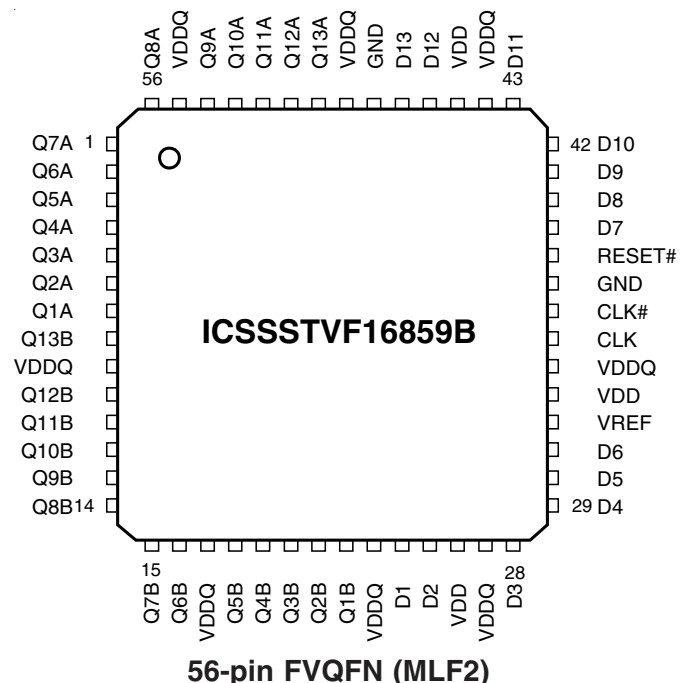 Q8A
VDDQ
Q9A
Q10A
Q11A
Q12A
Q13A
VDDQ
GND
D13
D12
VDD
VDDQ
D11
56
43
Q7A 1
Q6A
Q5A
Q4A
Q3A
Q2A
Q1A
Q13B
VDDQ
Q12B
Q11B
Q10B
Q9B
Q8B 14
ICSSSTVF16859B
42 D10
D9
D8
D7
RESET#
GND
CLK#
CLK
VDDQ
VDD
VREF
D6
D5
29 D4
15
28
Q7B
Q6B
VDDQ
Q5B
Q4B
Q3B
Q2B
Q1B
VDDQ
D1
D2
VDD
VDDQ
D3
56-pin FVQFN (MLF2)